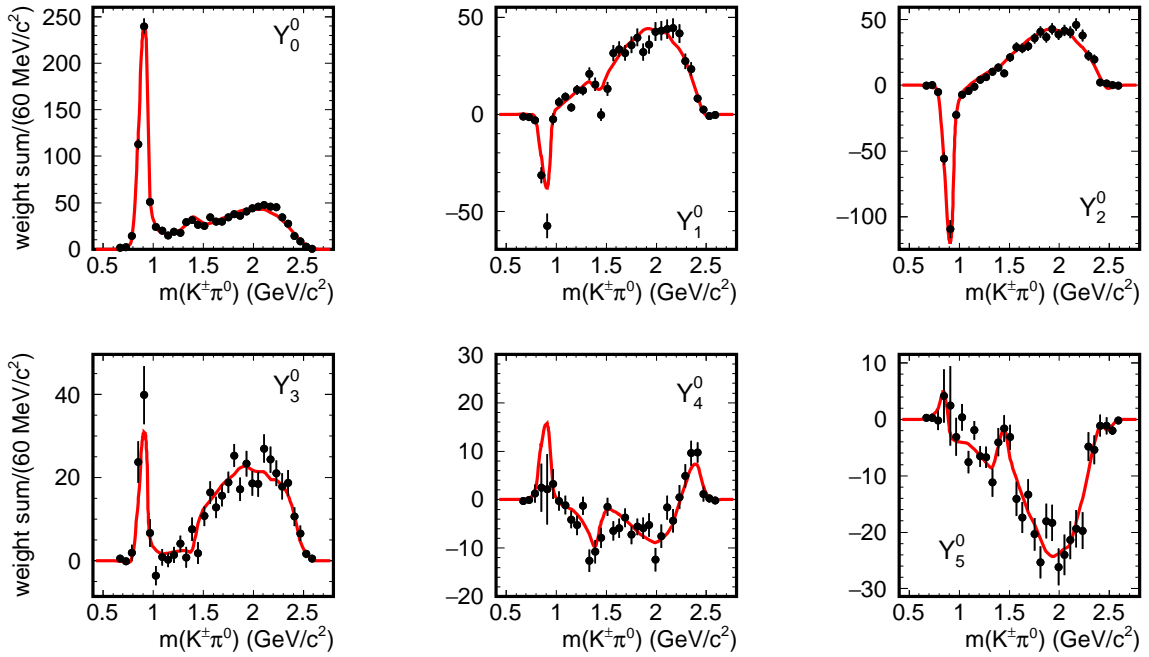 weight sum/(60 MeV/c²)
250
200
150
100
50
0
Y₀⁰
0.5 1 1.5 2 2.5
m(K±π⁰) (GeV/c²)
50
0
−50
Y₁⁰
0.5 1 1.5 2 2.5
m(K±π⁰) (GeV/c²)
50
0
−50
−100
Y₂⁰
0.5 1 1.5 2 2.5
m(K±π⁰) (GeV/c²)
weight sum/(60 MeV/c²)
40
20
0
Y₃⁰
0.5 1 1.5 2 2.5
m(K±π⁰) (GeV/c²)
30
20
10
0
−10
−20
Y₄⁰
0.5 1 1.5 2 2.5
m(K±π⁰) (GeV/c²)
10
0
−10
−20
−30
Y₅⁰
0.5 1 1.5 2 2.5
m(K±π⁰) (GeV/c²)